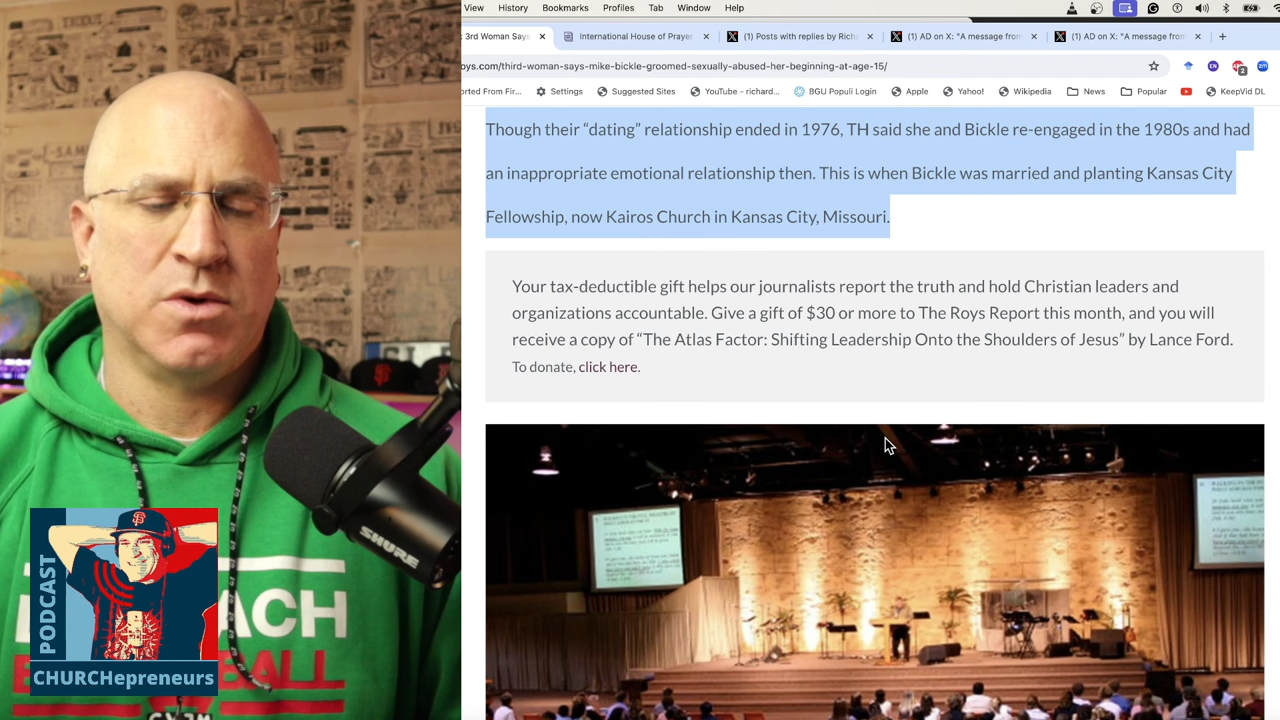 View History Bookmarks Profiles Tab Window Help
3rd Woman Says
International House of Prayer
(1) Posts with replies by Rich
(1) AD on X: "A message from
(1) AD on X: "A message from
oys.com/third-woman-says-mike-bickle-groomed-sexually-abused-her-beginning-at-age-15/
orted From Fir... Settings Suggested Sites YouTube - richard... BGU Populi Login Apple Yahoo! Wikipedia News Popular KeepVid DL
Though their “dating” relationship ended in 1976, TH said she and Bickle re-engaged in the 1980s and had
an inappropriate emotional relationship then. This is when Bickle was married and planting Kansas City
Fellowship, now Kairos Church in Kansas City, Missouri.
Your tax-deductible gift helps our journalists report the truth and hold Christian leaders and
organizations accountable. Give a gift of $30 or more to The Roys Report this month, and you will
receive a copy of “The Atlas Factor: Shifting Leadership Onto the Shoulders of Jesus” by Lance Ford.
To donate, click here.
SHURE
ACH
BALL
PODCAST
CHURCHepreneurs